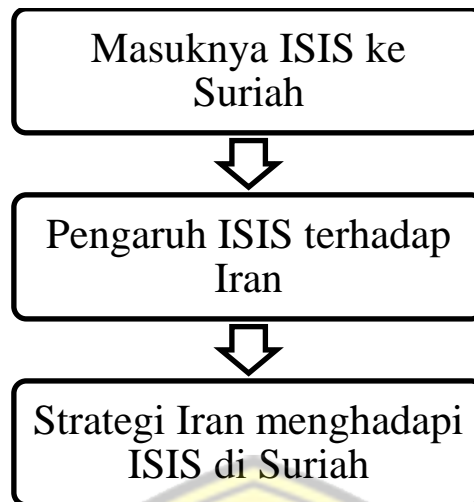 Masuknya ISIS ke
Suriah
Pengaruh ISIS terhadap
Iran
Strategi Iran menghadapi
ISIS di Suriah